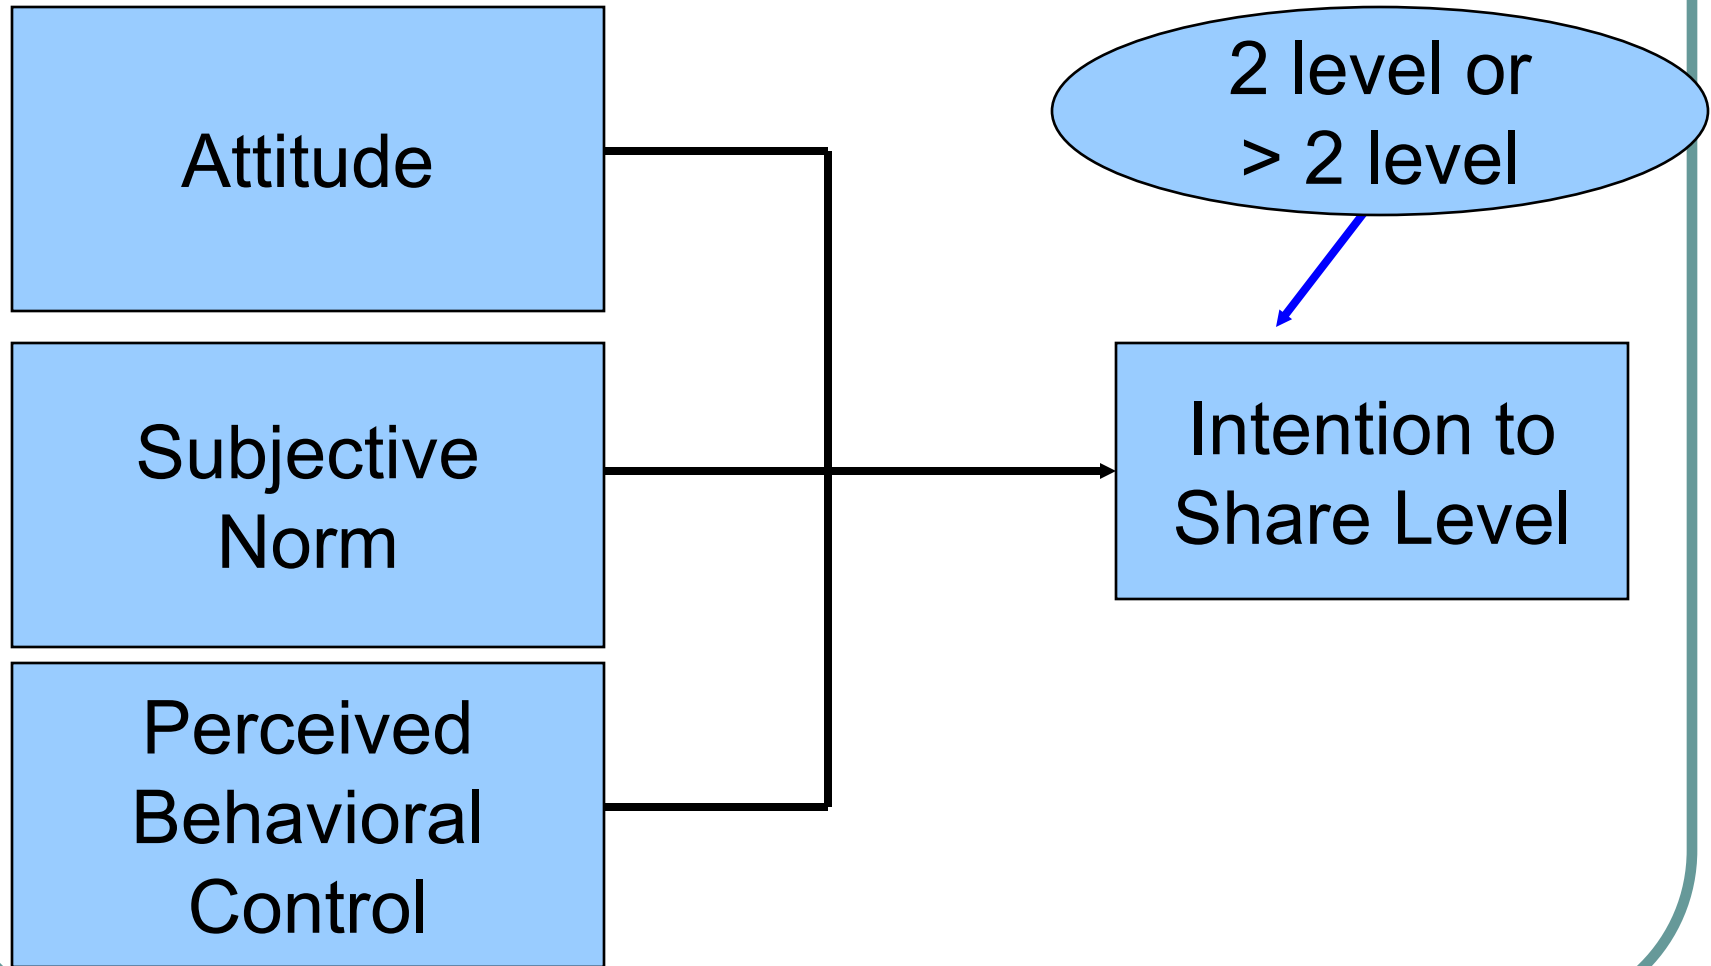 Attitude
2 level or
> 2 level
Subjective
Norm
Intention to
Share Level
Perceived
Behavioral
Control